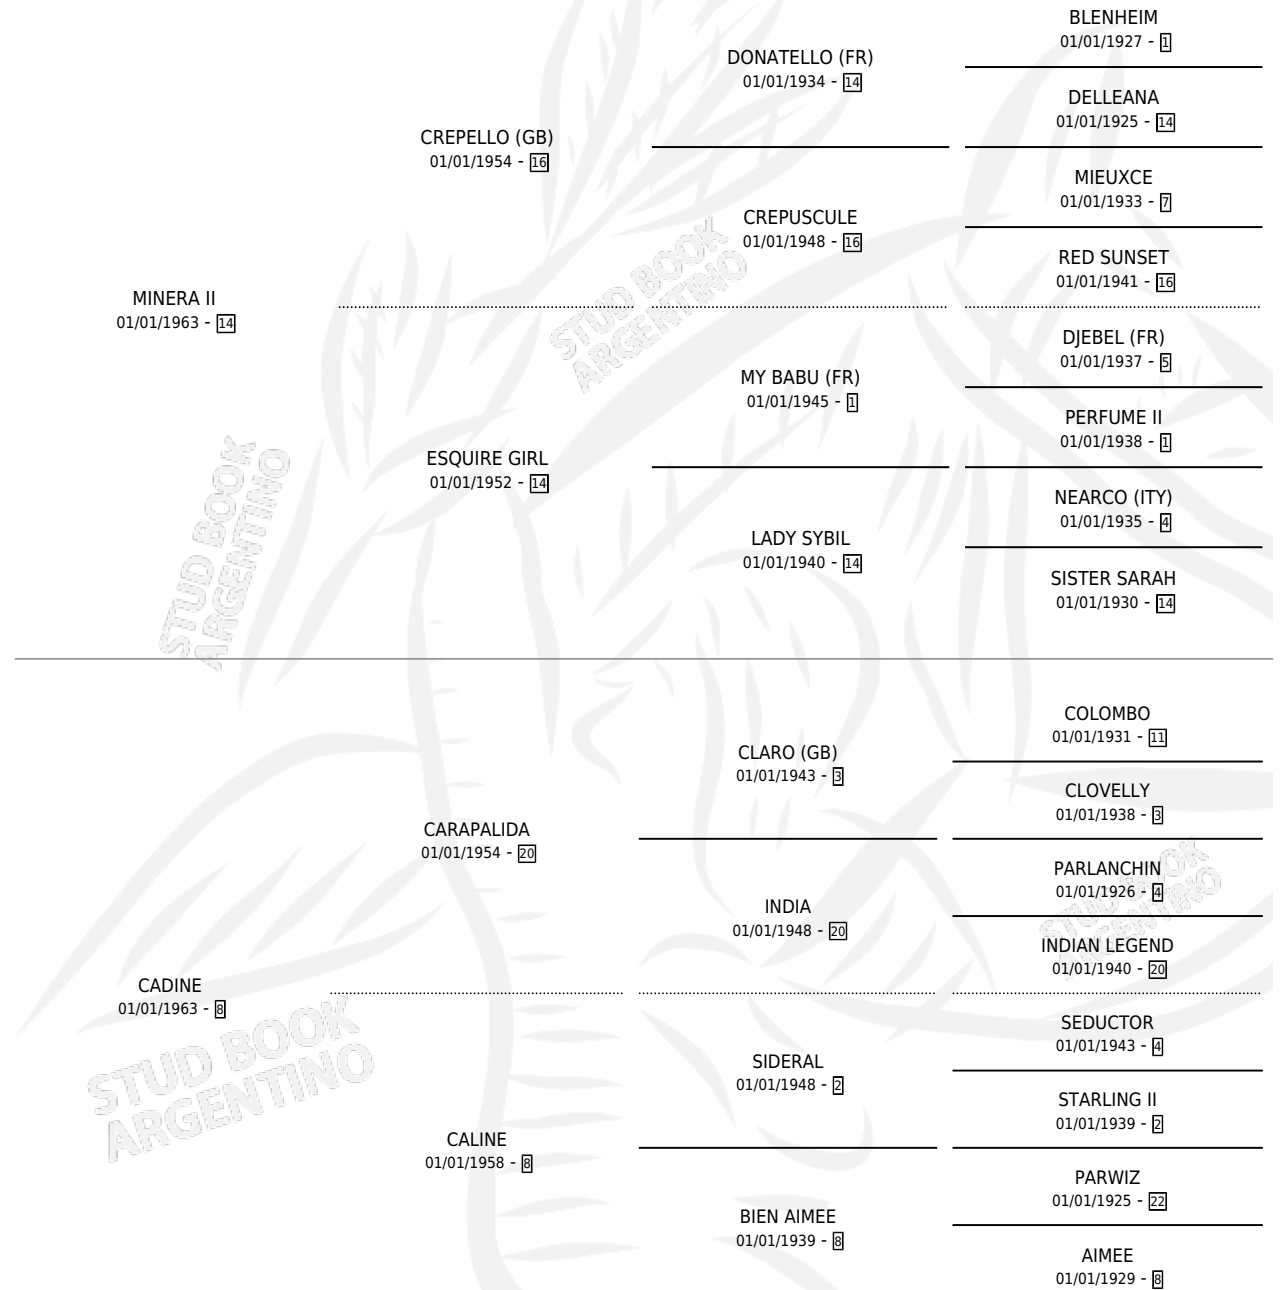 BLENHEIM
01/01/1927 - 1
DONATELLO (FR)
01/01/1934 - 14
DELLEANA
01/01/1925 - 14
CREPELLO (GB)
01/01/1954 - 16
MIEUXCE
01/01/1933 - 7
CREPUSCULE
01/01/1948 - 16
RED SUNSET
01/01/1941 - 16
MINERA II
01/01/1963 - 14
DJEBEL (FR)
01/01/1937 - 5
MY BABU (FR)
01/01/1945 - 1
PERFUME II
01/01/1938 - 1
ESQUIRE GIRL
01/01/1952 - 14
NEARCO (ITY)
01/01/1935 - 4
LADY SYBIL
01/01/1940 - 14
SISTER SARAH
01/01/1930 - 14
COLOMBO
01/01/1931 - 11
CLARO (GB)
01/01/1943 - 3
CLOVELLY
01/01/1938 - 3
CARAPALIDA
01/01/1954 - 20
PARLANCHIN
01/01/1926 - 4
INDIA
01/01/1948 - 20
INDIAN LEGEND
01/01/1940 - 20
CADINE
01/01/1963 - 8
SEDUCTOR
01/01/1943 - 4
SIDERAL
01/01/1948 - 2
STARLING II
01/01/1939 - 2
CALINE
01/01/1958 - 8
PARWIZ
01/01/1925 - 22
BIEN AIMEE
01/01/1939 - 8
AIMEE
01/01/1929 - 8
STUD BOOK
ARGENTINO
STUD BOOK
ARGENTINO
STUD BOOK
ARGENTINO
STUD BOOK
ARGENTINO